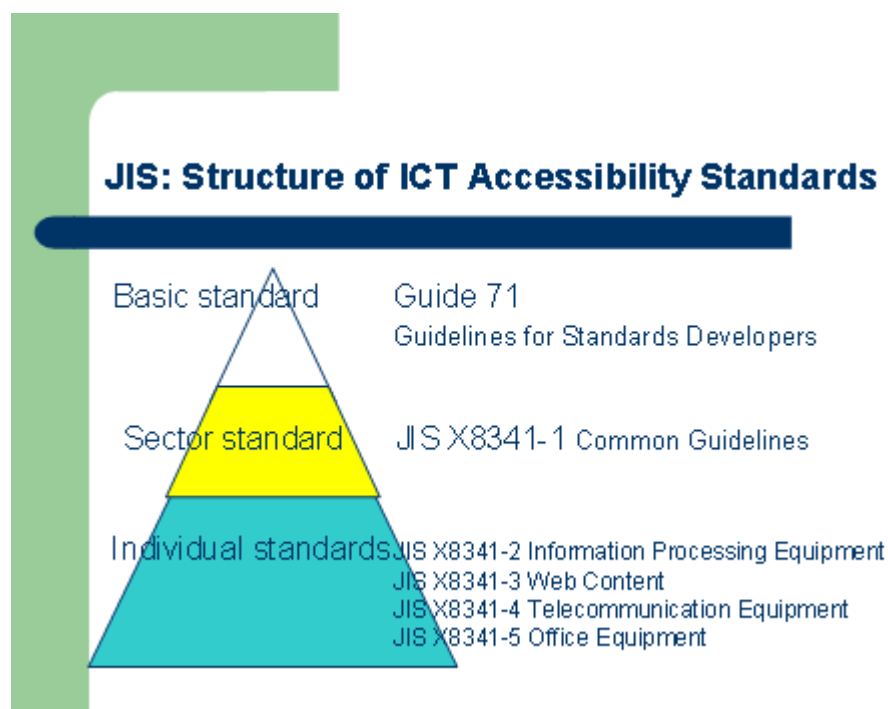 JIS: Structure of ICT Accessibility Standards
Basic standard
Guide 71
Guidelines for Standards Developers
Sector standard
JIS X8341-1 Common Guidelines
Individual standards
JIS X8341-2 Information Processing Equipment
JIS X8341-3 Web Content
JIS X8341-4 Telecommunication Equipment
JIS X8341-5 Office Equipment